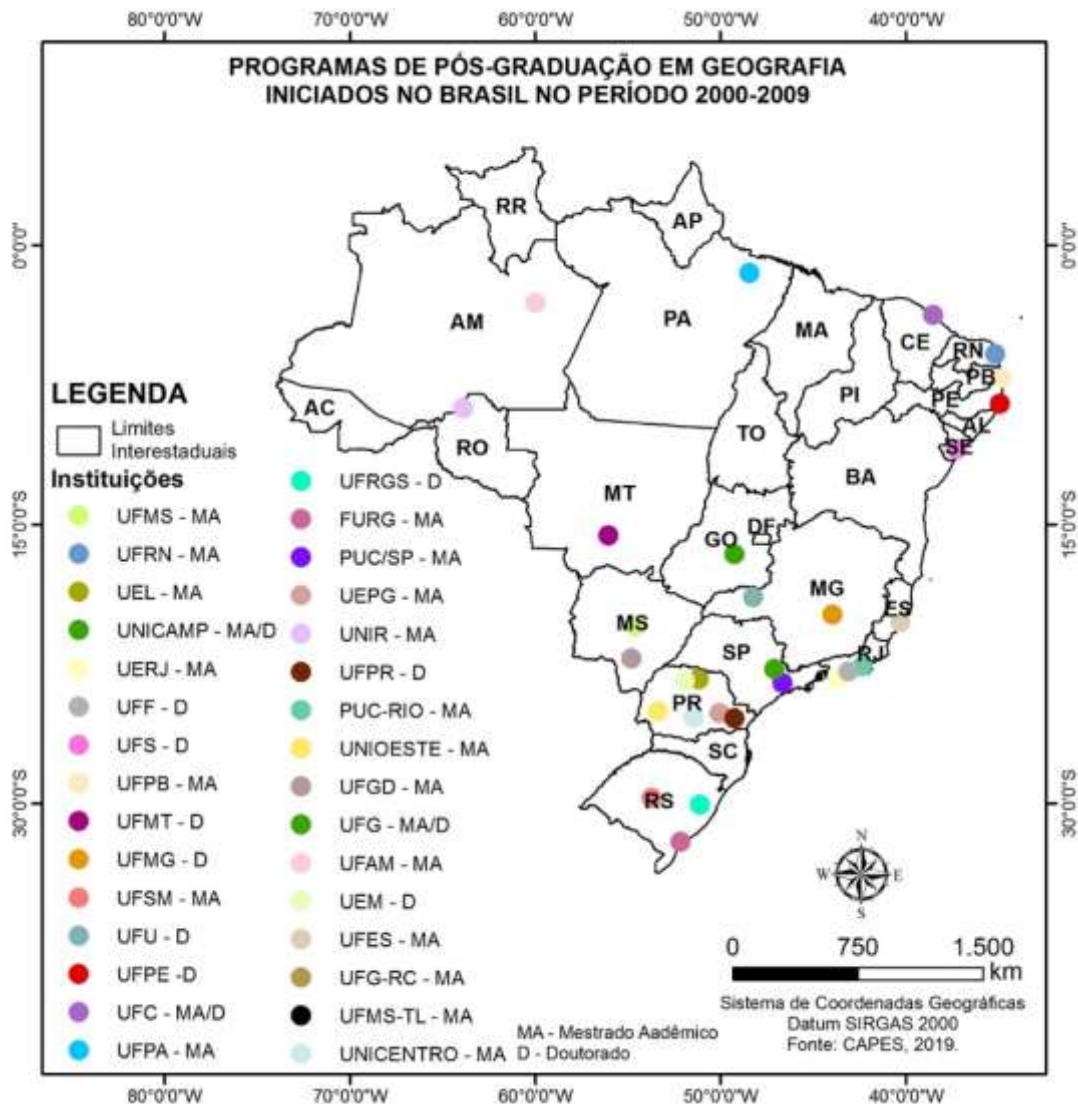 80°0'0"W 70°0'0"W 60°0'0"W 50°0'0"W 40°0'0"W
PROGRAMAS DE PÓS-GRADUAÇÃO EM GEOGRAFIA
INICIADOS NO BRASIL NO PERÍODO 2000-2009
0°0'0"
15°0'0"S
30°0'0"S
0°0'0"
15°0'0"S
30°0'0"S
RR
AP
AM
PA
MA
CE
RN
PB
PE
AL
SE
PI
AC
RO
TO
BA
MT
GO
DF
MG
ES
MS
SP
RJ
PR
SC
RS
LEGENDA
Limites
Interestaduais
Instituições
UFMS - MA
UFRN - MA
UEL - MA
UNICAMP - MA/D
UERJ - MA
UFF - D
UFS - D
UFPB - MA
UFMT - D
UFMG - D
UFSM - MA
UFU - D
UFPE -D
UFC - MA/D
UFPA - MA
UFRGS - D
FURG - MA
PUC/SP - MA
UEPG - MA
UNIR - MA
UFPR - D
PUC-RIO - MA
UNIOESTE - MA
UFGD - MA
UFG - MA/D
UFAM - MA
UEM - D
UFES - MA
UFG-RC - MA
UFMS-TL - MA
UNICENTRO - MA
MA - Mestrado Aadêmico
D - Doutorado
N
W E
S
0 750 1.500
km
Sistema de Coordenadas Geográficas
Datum SIRGAS 2000
Fonte: CAPES, 2019.
80°0'0"W 70°0'0"W 60°0'0"W 50°0'0"W 40°0'0"W